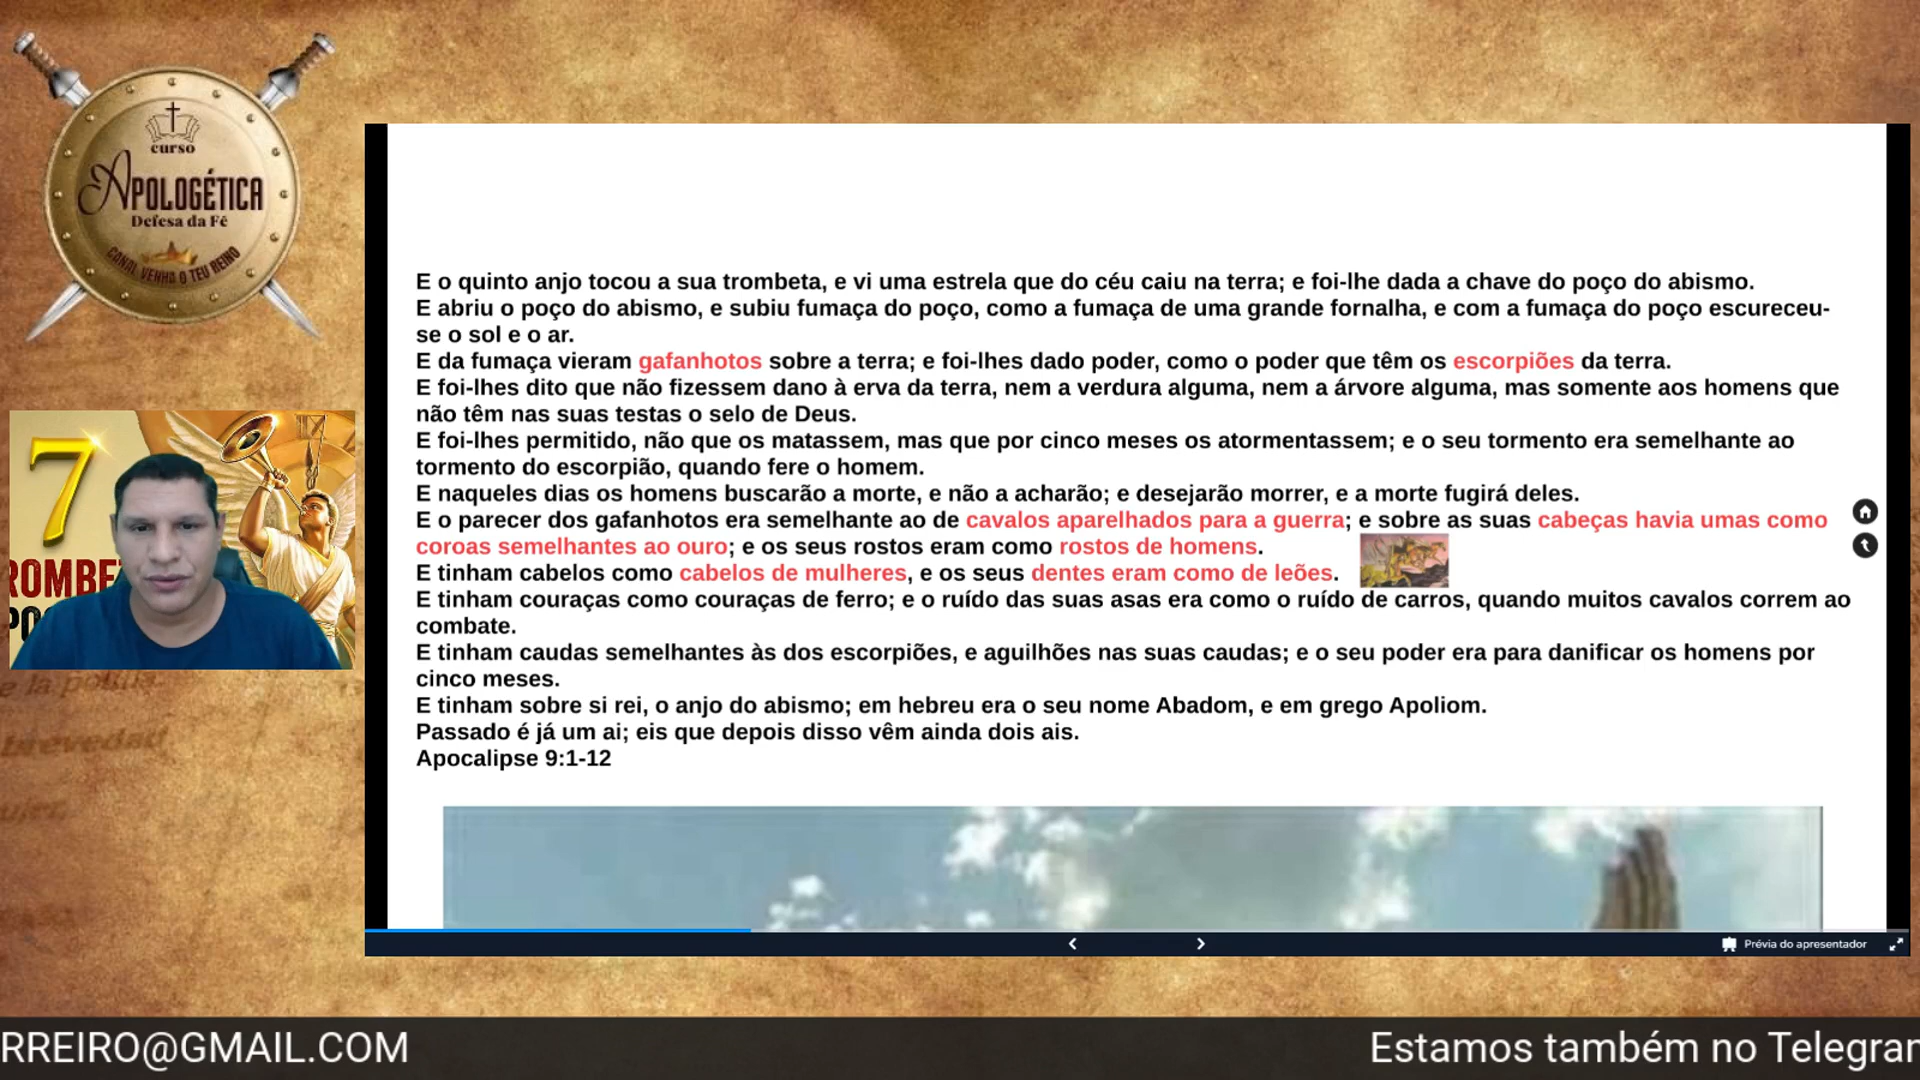 curso
APOLOGÉTICA
Defesa da Fé
CANAL VENHA O TEU REINO
7
E o quinto anjo tocou a sua trombeta, e vi uma estrela que do céu caiu na terra; e foi-lhe dada a chave do poço do abismo.
E abriu o poço do abismo, e subiu fumaça do poço, como a fumaça de uma grande fornalha, e com a fumaça do poço escureceu-
se o sol e o ar.
E da fumaça vieram gafanhotos sobre a terra; e foi-lhes dado poder, como o poder que têm os escorpiões da terra.
E foi-lhes dito que não fizessem dano à erva da terra, nem a verdura alguma, nem a árvore alguma, mas somente aos homens que
não têm nas suas testas o selo de Deus.
E foi-lhes permitido, não que os matassem, mas que por cinco meses os atormentassem; e o seu tormento era semelhante ao
tormento do escorpião, quando fere o homem.
E naqueles dias os homens buscarão a morte, e não a acharão; e desejarão morrer, e a morte fugirá deles.
E o parecer dos gafanhotos era semelhante ao de cavalos aparelhados para a guerra; e sobre as suas cabeças havia umas como
coroas semelhantes ao ouro; e os seus rostos eram como rostos de homens.
E tinham cabelos como cabelos de mulheres, e os seus dentes eram como de leões.
E tinham couraças como couraças de ferro; e o ruído das suas asas era como o ruído de carros, quando muitos cavalos correm ao
combate.
E tinham caudas semelhantes às dos escorpiões, e aguilhões nas suas caudas; e o seu poder era para danificar os homens por
cinco meses.
E tinham sobre si rei, o anjo do abismo; em hebreu era o seu nome Abadom, e em grego Apoliom.
Passado é já um ai; eis que depois disso vêm ainda dois ais.
Apocalipse 9:1-12
Prévia do apresentador
RREIRO@GMAIL.COM
Estamos também no Telegram